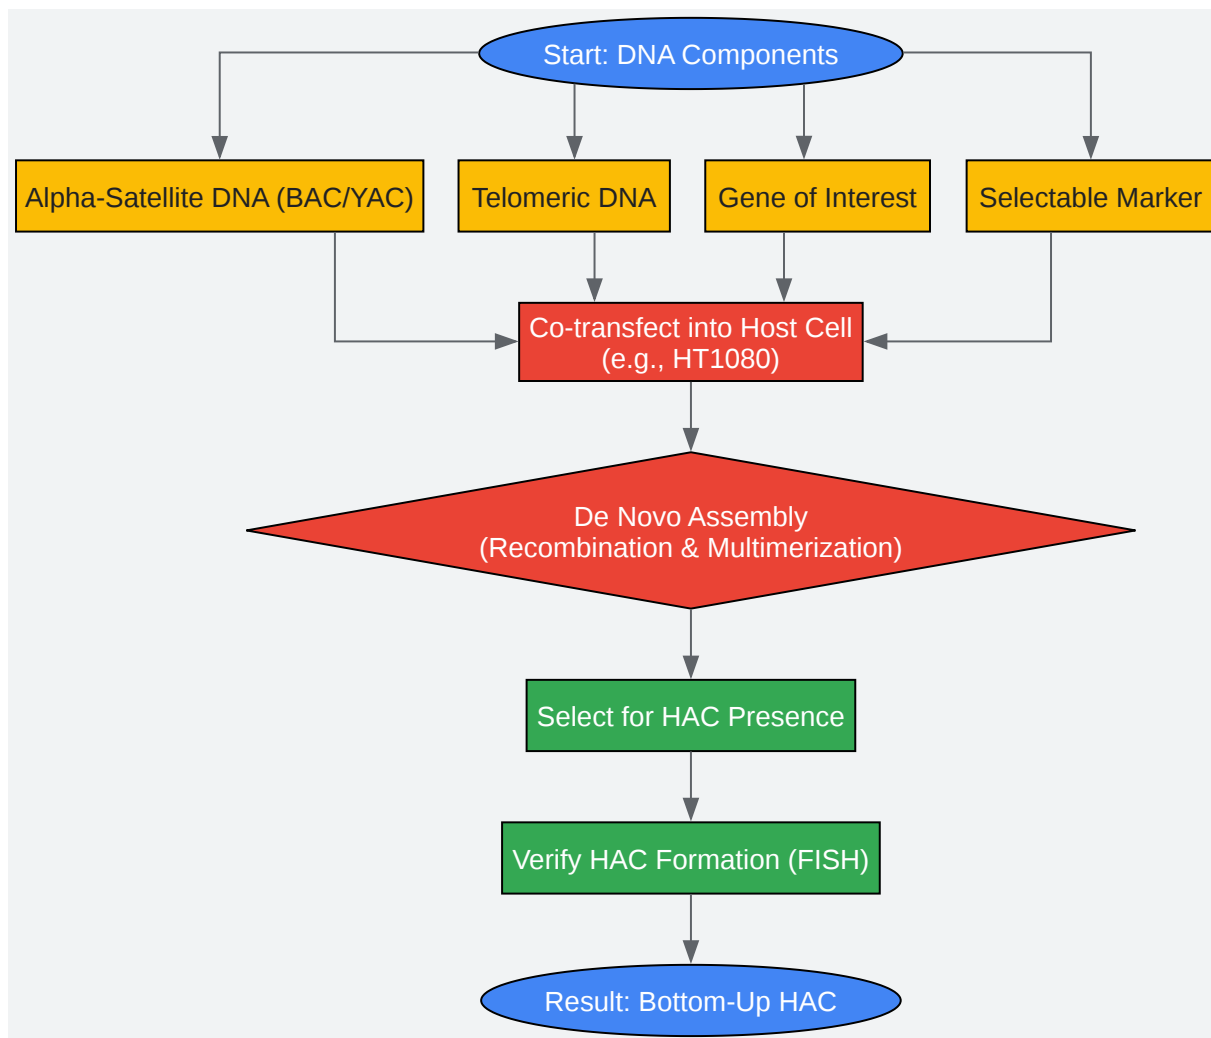 Start: DNA Components
Alpha-Satellite DNA (BAC/YAC)
Telomeric DNA
Gene of Interest
Selectable Marker
Co-transfect into Host Cell
(e.g., HT1080)
De Novo Assembly
(Recombination & Multimerization)
Select for HAC Presence
Verify HAC Formation (FISH)
Result: Bottom-Up HAC